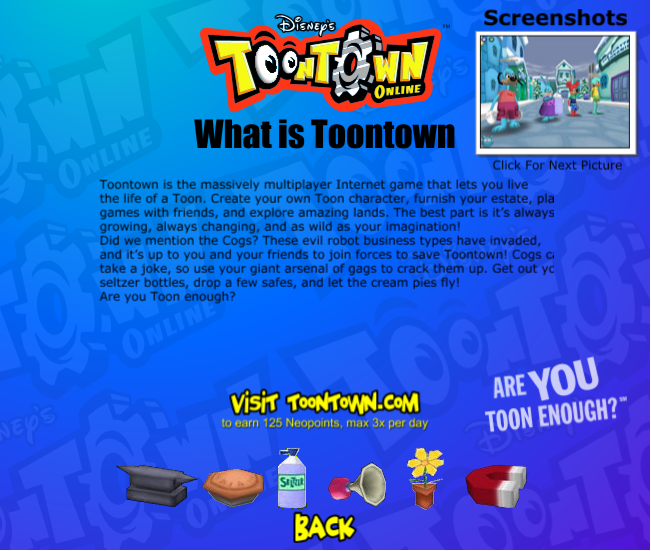 Disney's
TOONTOWN
ONLINE
™
Screenshots
Click For Next Picture
What is Toontown
Toontown is the massively multiplayer Internet game that lets you live
the life of a Toon. Create your own Toon character, furnish your estate, pla
games with friends, and explore amazing lands. The best part is it's always
growing, always changing, and as wild as your imagination!
Did we mention the Cogs? These evil robot business types have invaded,
and it's up to you and your friends to join forces to save Toontown! Cogs ca
take a joke, so use your giant arsenal of gags to crack them up. Get out yo
seltzer bottles, drop a few safes, and let the cream pies fly!
Are you Toon enough?
ARE YOU
TOON ENOUGH?℠
VISIT TOONTOWN.COM
to earn 125 Neopoints, max 3x per day
SELTZER
BACK